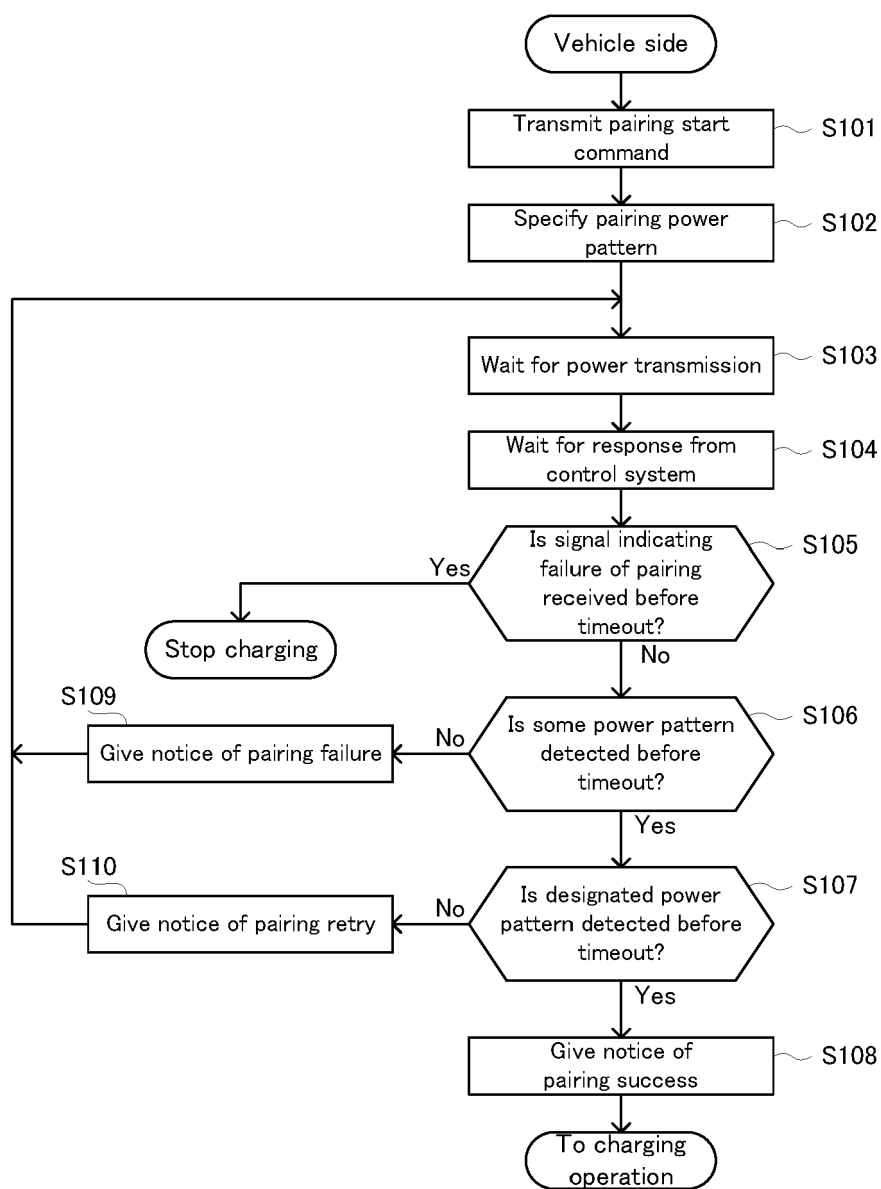 Vehicle side
Transmit pairing start
command
S101
Specify pairing power
pattern
S102
Wait for power transmission
S103
Wait for response from
control system
S104
Is signal indicating
failure of pairing
received before
timeout?
S105
Yes
No
Stop charging
Is some power pattern
detected before
timeout?
S106
No
Yes
S109
Give notice of pairing failure
Is designated power
pattern detected before
timeout?
S107
No
Yes
S110
Give notice of pairing retry
Give notice of
pairing success
S108
To charging
operation